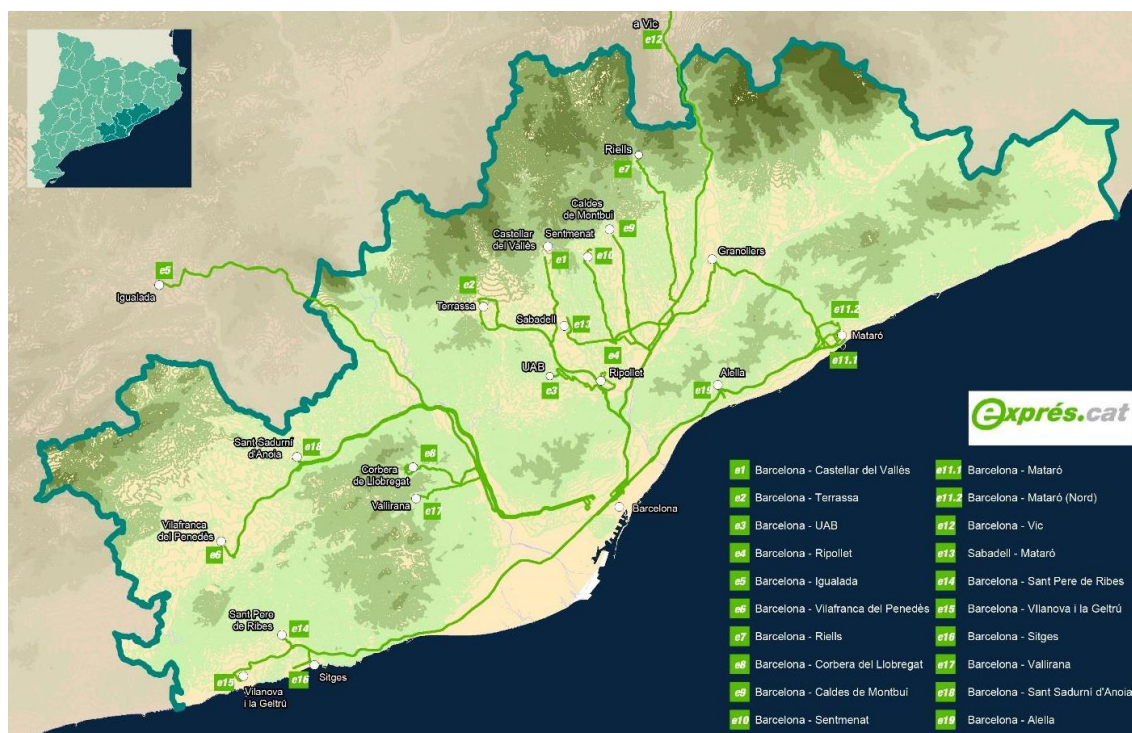 a Vic
e12
Riells
e7
Caldes
de Montbui
e9
Castellar
del Vallès
Sentmenat
e1
e10
Granollers
e5
Igualada
e2
Terrassa
Sabadell
e13
e11.2
Mataró
e11.1
e4
UAB
e3
Ripollet
Alella
e19
exprés.cat
Sant Sadurní
d'Anoia
e18
Corbera
de Llobregat
e8
Vallirana
e17
Barcelona
Vilafranca
del Penedès
e6
Sant Pere
de Ribes
e14
e15
Vilanova
i la Geltrú
e16
Sitges
e1 Barcelona - Castellar del Vallès
e2 Barcelona - Terrassa
e3 Barcelona - UAB
e4 Barcelona - Ripollet
e5 Barcelona - Igualada
e6 Barcelona - Vilafranca del Penedès
e7 Barcelona - Riells
e8 Barcelona - Corbera del Llobregat
e9 Barcelona - Caldes de Montbui
e10 Barcelona - Sentmenat
e11.1 Barcelona - Mataró
e11.2 Barcelona - Mataró (Nord)
e12 Barcelona - Vic
e13 Sabadell - Mataró
e14 Barcelona - Sant Pere de Ribes
e15 Barcelona - VIlanova i la Geltrú
e16 Barcelona - Sitges
e17 Barcelona - Vallirana
e18 Barcelona - Sant Sadurní d'Anoia
e19 Barcelona - Alella